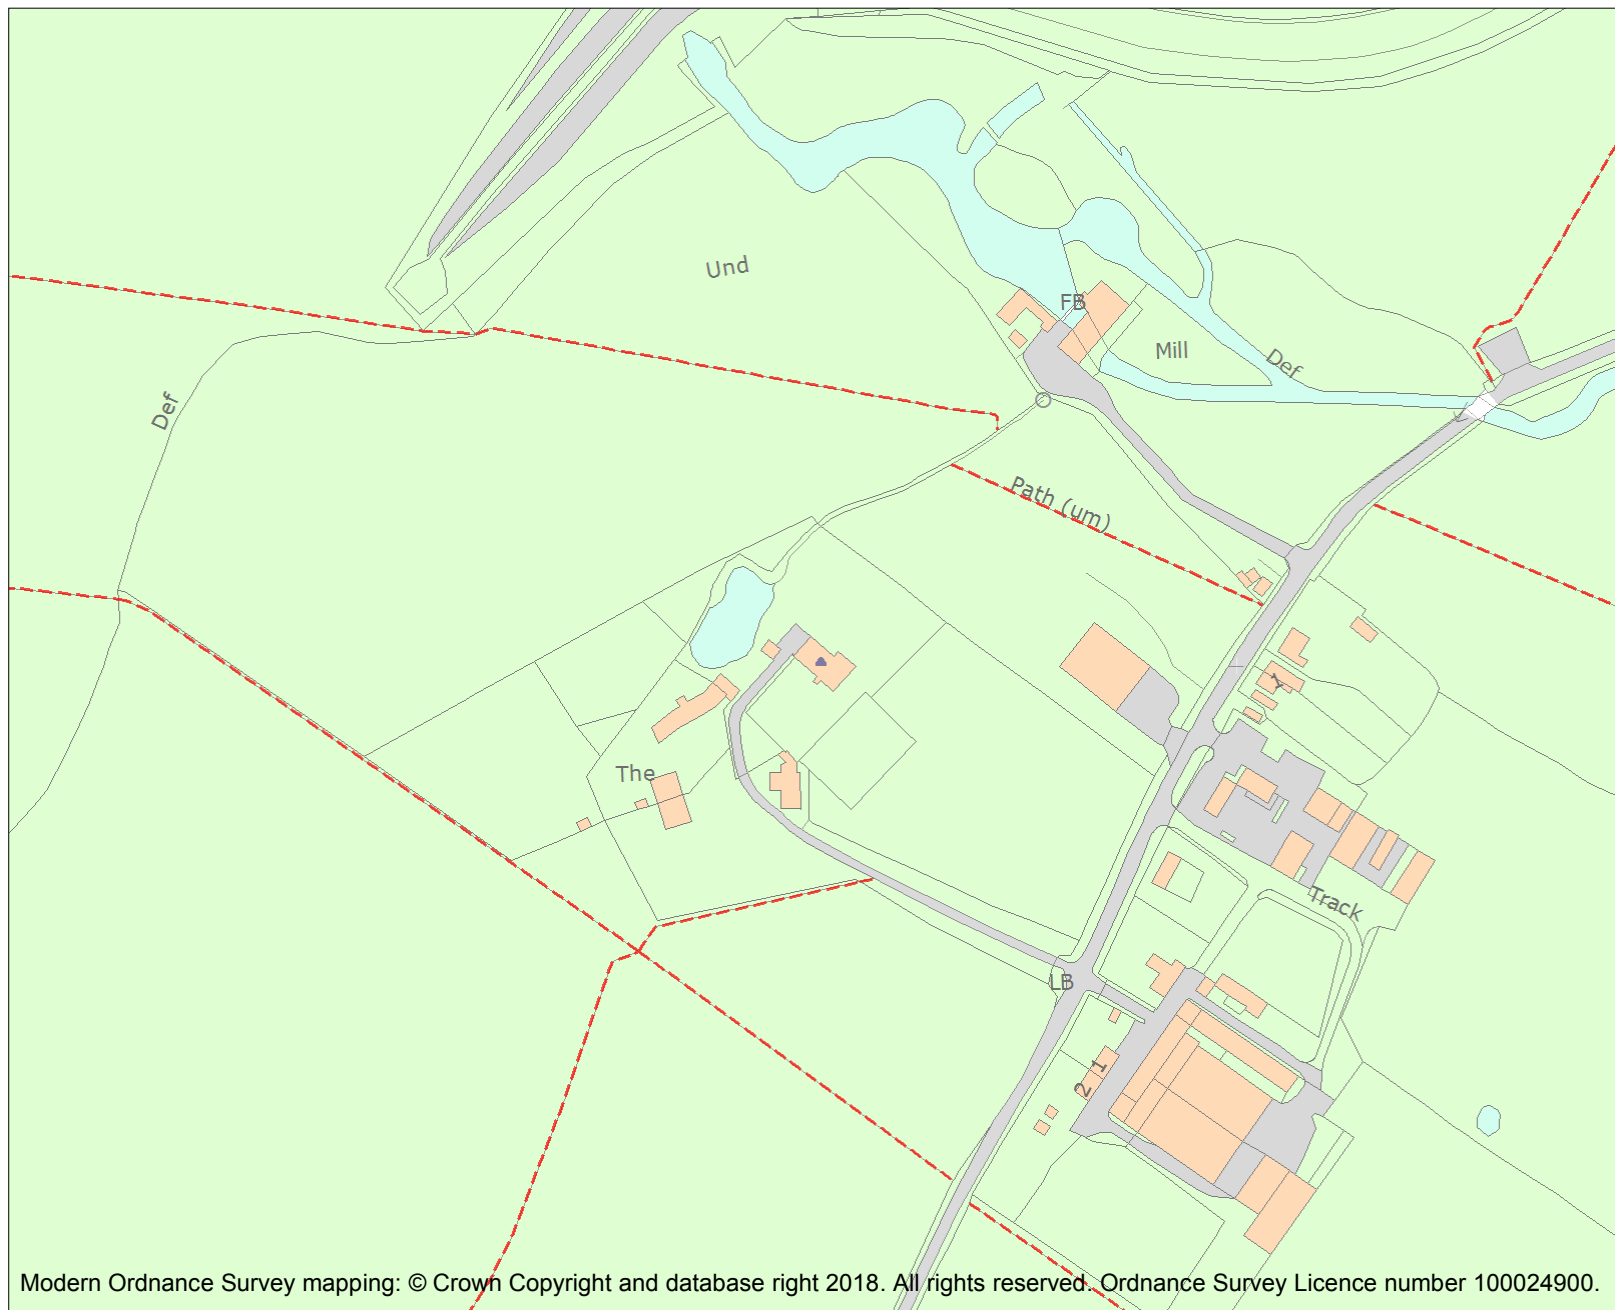 Und
FB
Mill
Def
Def
Path (um)
1
The
Track
LB
1
2
Modern Ordnance Survey mapping: © Crown Copyright and database right 2018. All rights reserved. Ordnance Survey Licence number 100024900.